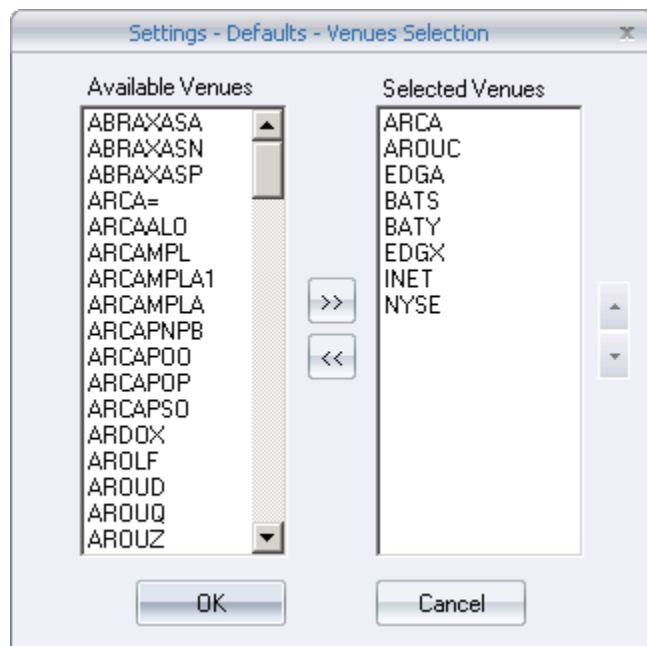 Settings - Defaults - Venues Selection
Available Venues
ABRAXASA
ABRAXASN
ABRAXASP
ARCA=
ARCAALO
ARCAMPL
ARCAMPLA1
ARCAMPLA
ARCAPNPB
ARCAPOO
ARCAPOP
ARCAPSO
ARDOX
AROLF
AROUD
AROUQ
AROUZ
>>
<<
Selected Venues
ARCA
AROUC
EDGA
BATS
BATY
EDGX
INET
NYSE
OK
Cancel